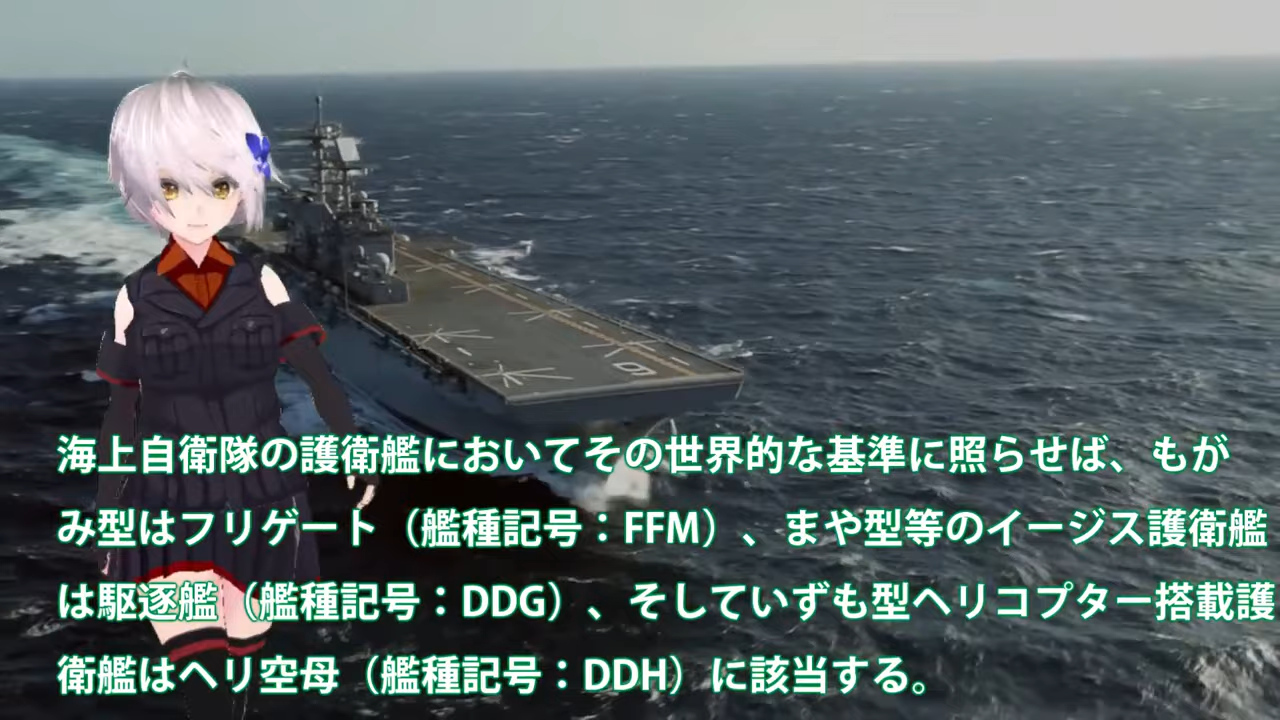 海上自衛隊の護衛艦においてその世界的な基準に照らせば、もが
み型はフリゲート（艦種記号：FFM）、まや型等のイージス護衛艦
は駆逐艦（艦種記号：DDG）、そしていずも型ヘリコプター搭載護
衛艦はヘリ空母（艦種記号：DDH）に該当する。